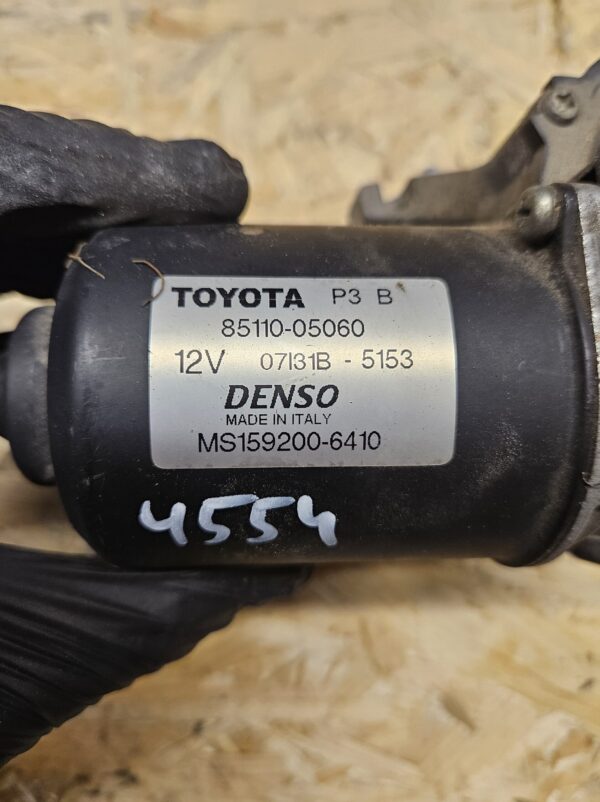 TOYOTA P3 B
85110-05060
12V 07I31B - 5153
DENSO
MADE IN ITALY
MS159200-6410
4554